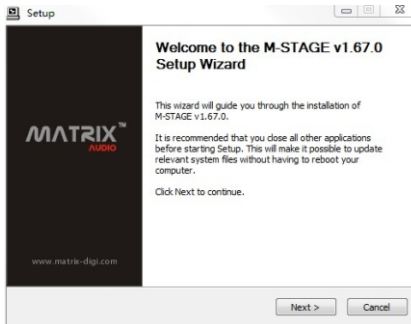 Setup
Welcome to the M-STAGE v1.67.0
Setup Wizard
This wizard will guide you through the installation of
M-STAGE v1.67.0.
It is recommended that you close all other applications
before starting Setup. This will make it possible to update
relevant system files without having to reboot your
computer.
Click Next to continue.
MATRIX™
AUDIO
www.matrix-digi.com
Next >
Cancel